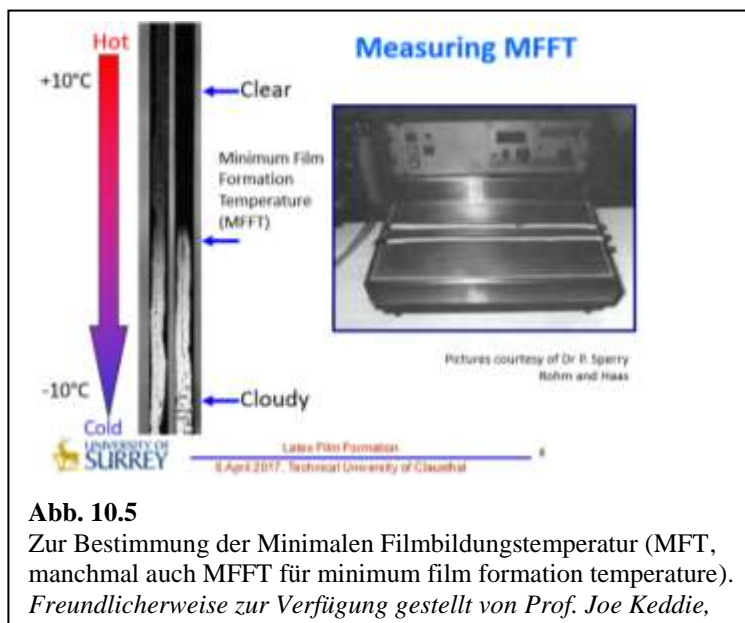 Measuring MFFT
Hot
+10°C
Clear
Minimum Film
Formation
Temperature
(MFFT)
Pictures courtesy of Dr P. Sperry
Rohm and Haas
-10°C
Cloudy
Cold
UNIVERSITY OF
SURREY
Latex Film Formation
6 April 2017, Technical University of Clausthal
Abb. 10.5
Zur Bestimmung der Minimalen Filmbildungstemperatur (MFT,
manchmal auch MFFT für minimum film formation temperature).
Freundlicherweise zur Verfügung gestellt von Prof. Joe Keddie,